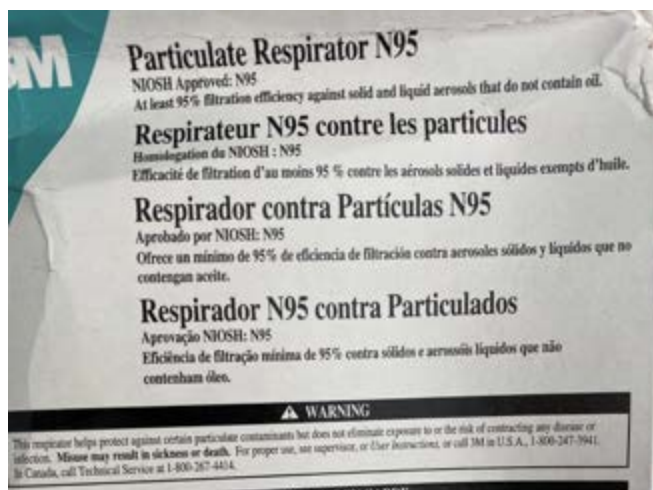 3M
Particulate Respirator N95
NIOSH Approved: N95
At least 95% filtration efficiency against solid and liquid aerosols that do not contain oil.
Respirateur N95 contre les particules
Homologation du NIOSH : N95
Efficacité de filtration d'au moins 95 % contre les aérosols solides et liquides exempts d'huile.
Respirador contra Partículas N95
Aprobado por NIOSH: N95
Ofrece un mínimo de 95% de eficiencia de filtración contra aerosoles sólidos y líquidos que no
contengan aceite.
Respirador N95 contra Particulados
Aprovação NIOSH: N95
Eficiência de filtração mínima de 95% contra sólidos e aerossóis líquidos que não
contenham óleo.
WARNING
This respirator helps protect against certain particulate contaminants but does not eliminate exposure to or the risk of contracting any disease or
infection. Misuse may result in sickness or death. For proper use, see supervisor, or User Instructions, or call 3M in U.S.A., 1-800-247-3941.
In Canada, call Technical Service at 1-800-267-4414.